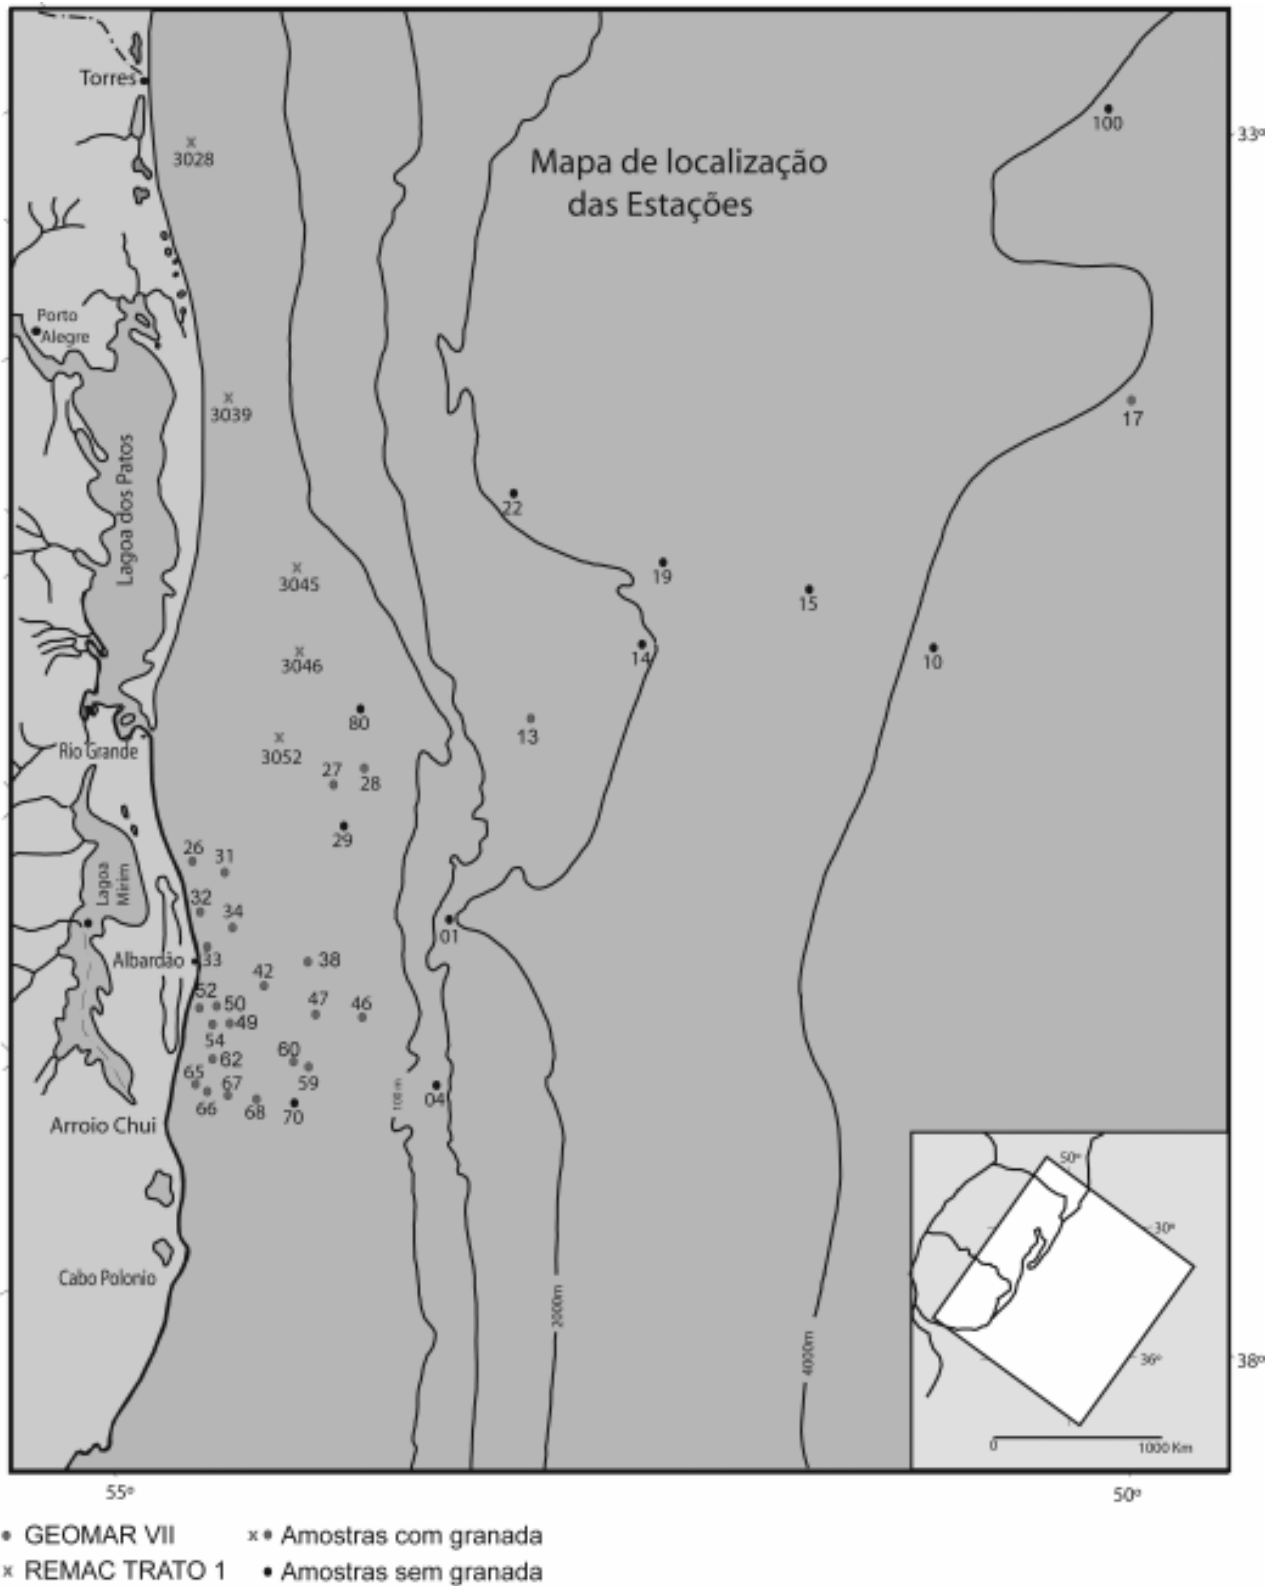 Torres
3028
Mapa de localização
das Estações
100
33º
Porto
Alegre
3039
17
Lagoa dos Patos
22
3045
19
15
3046
14
10
80
13
Rio Grande
3052
27
28
29
26
31
Lagoa
Mirim
32
34
01
Albardão
33
38
42
52
50
47
46
49
54
60
62
65
67
59
66
68
70
100 m
04
Arroio Chui
50º
30º
Cabo Polonio
2000m
4000m
36º
38º
0
1000 Km
55º
50º
GEOMAR VII
x Amostras com granada
x REMAC TRATO 1
Amostras sem granada